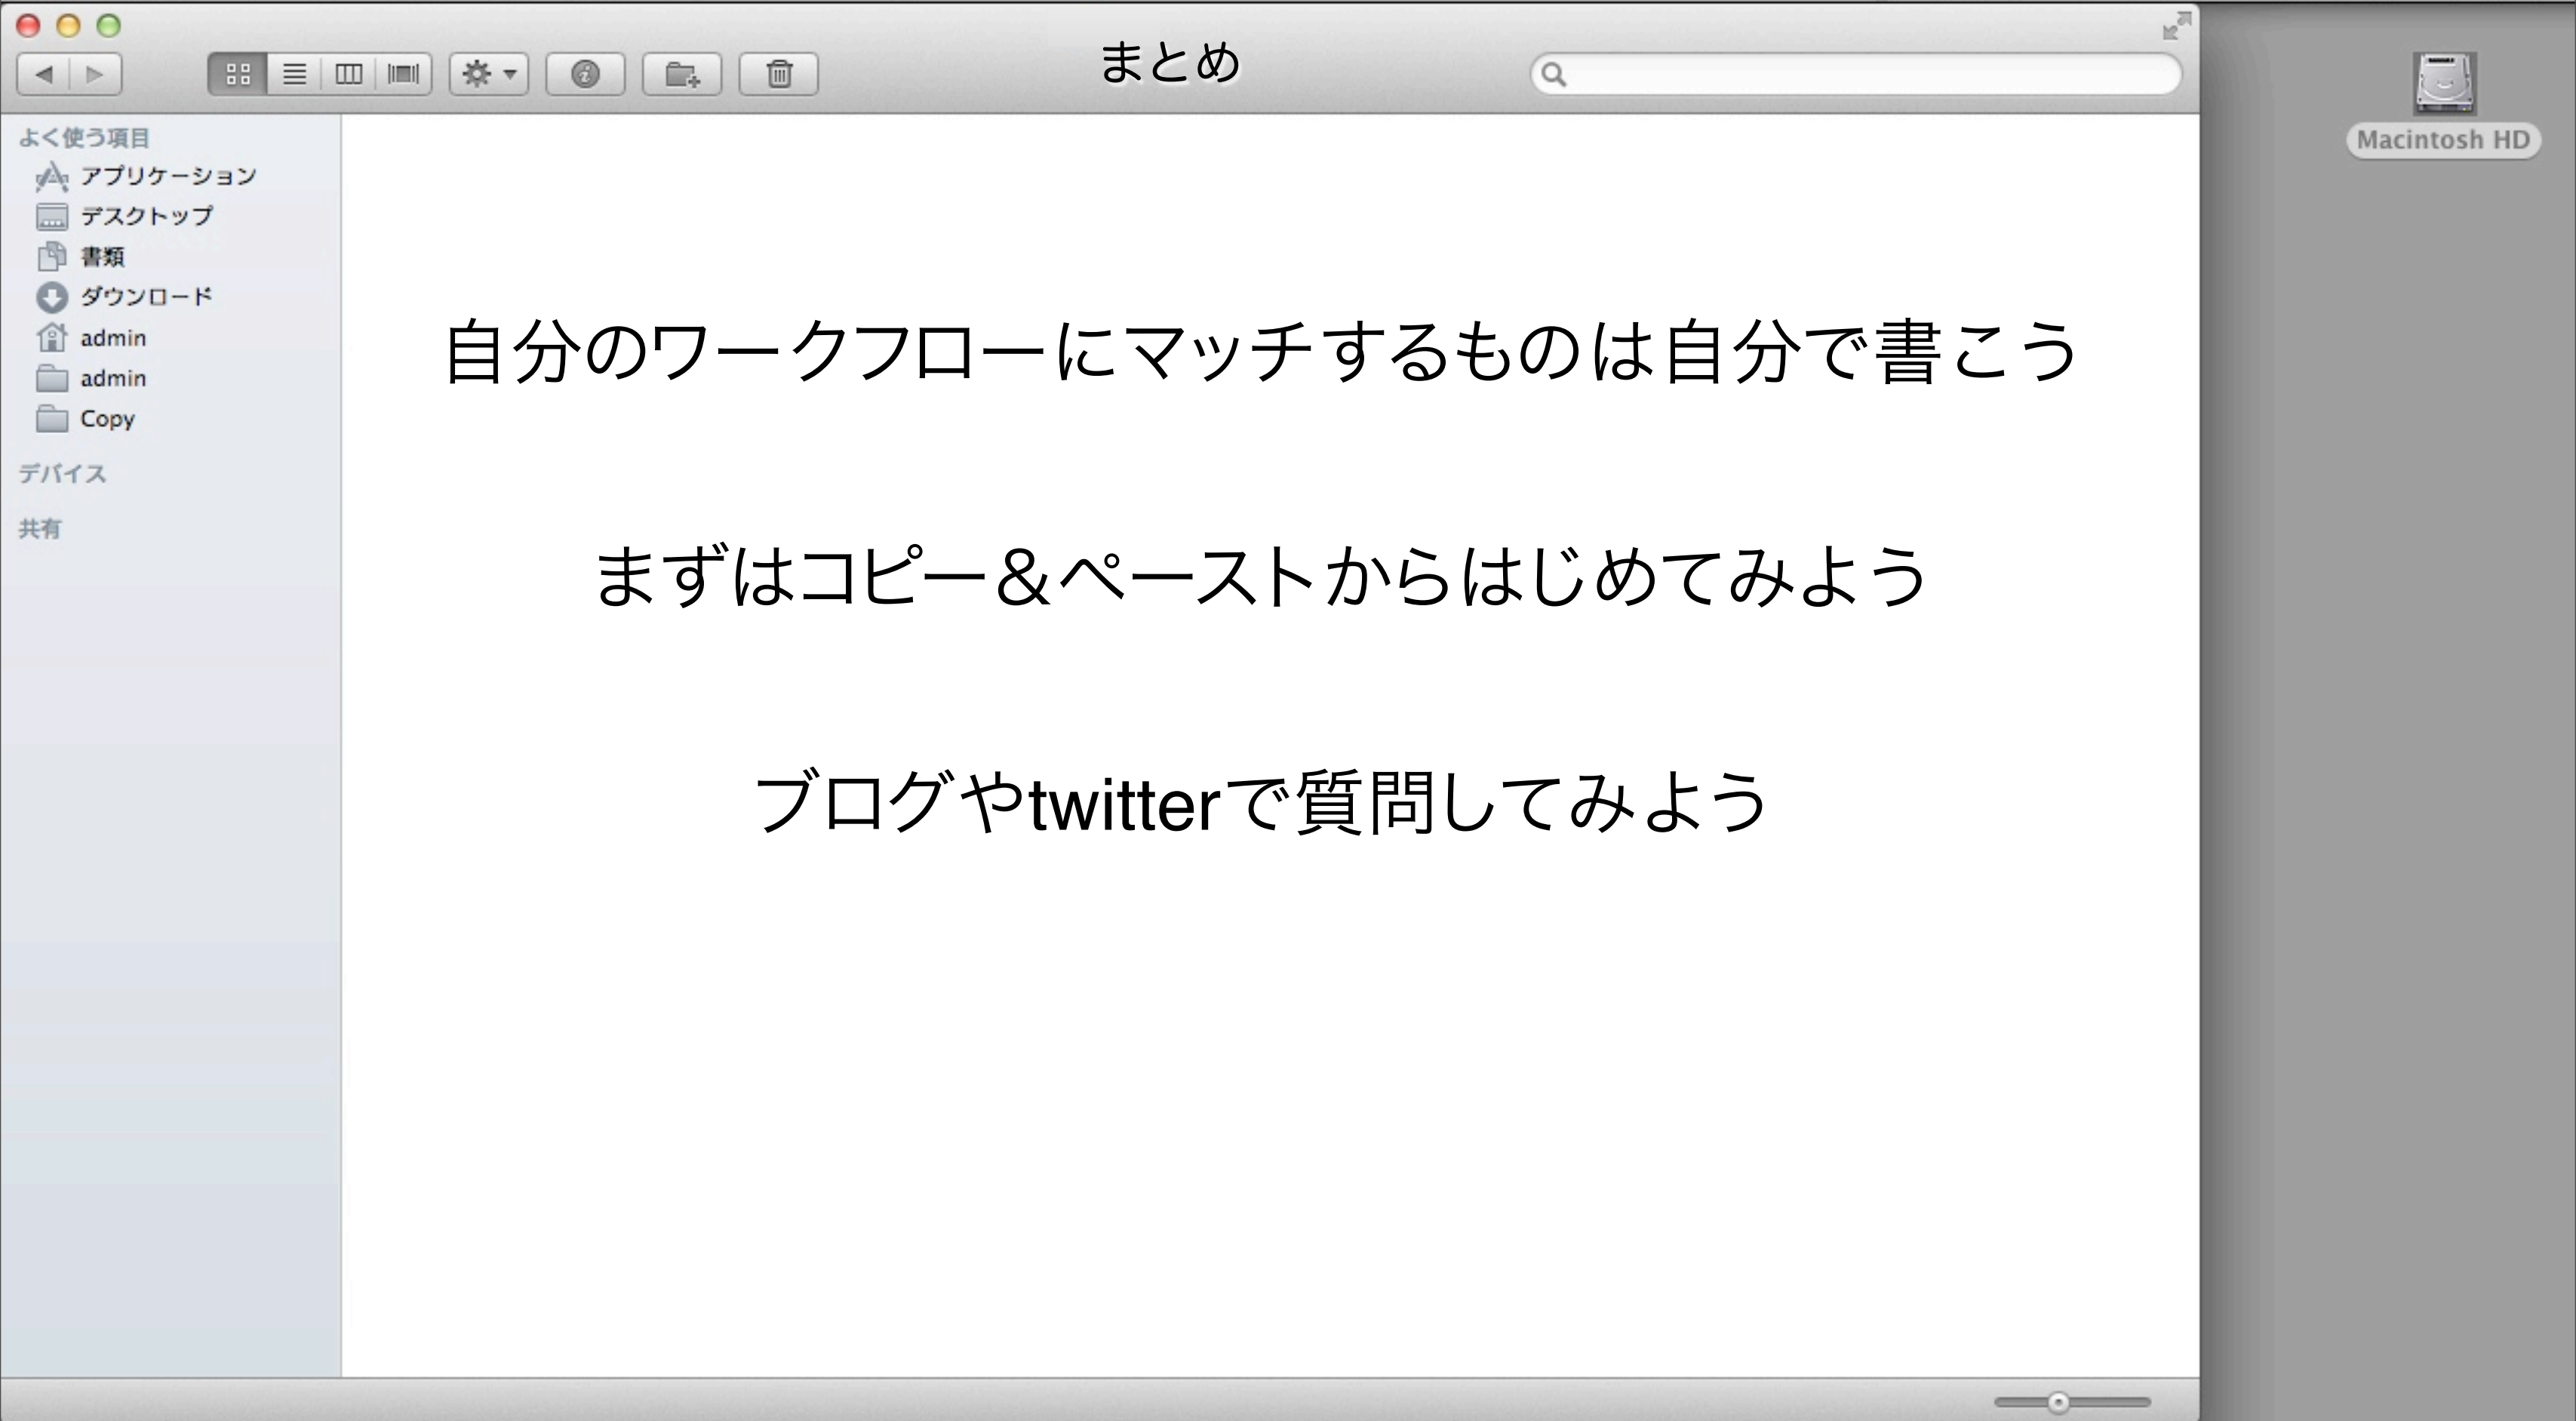 まとめ
Macintosh HD
よく使う項目
アプリケーション
デスクトップ
書類
ダウンロード
admin
admin
Copy
デバイス
共有
自分のワークフローにマッチするものは自分で書こう
まずはコピー＆ペーストからはじめてみよう
ブログやtwitterで質問してみよう